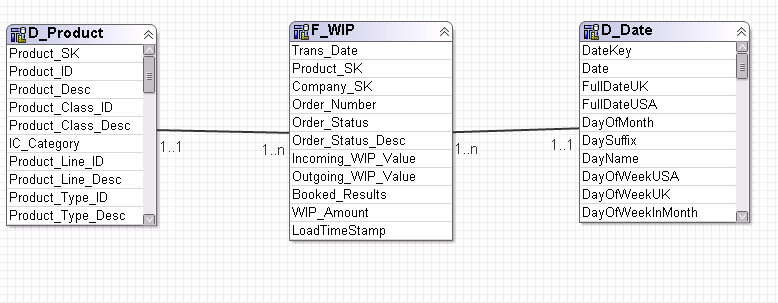 D_Product
Product_SK
Product_ID
Product_Desc
Product_Class_ID
Product_Class_Desc
IC_Category
Product_Line_ID
Product_Line_Desc
Product_Type_ID
Product_Type_Desc
1..1
1..n
F_WIP
Trans_Date
Product_SK
Company_SK
Order_Number
Order_Status
Order_Status_Desc
Incoming_WIP_Value
Outgoing_WIP_Value
Booked_Results
WIP_Amount
LoadTimeStamp
1..n
1..1
D_Date
DateKey
Date
FullDateUK
FullDateUSA
DayOfMonth
DaySuffix
DayName
DayOfWeekUSA
DayOfWeekUK
DayOfWeekInMonth